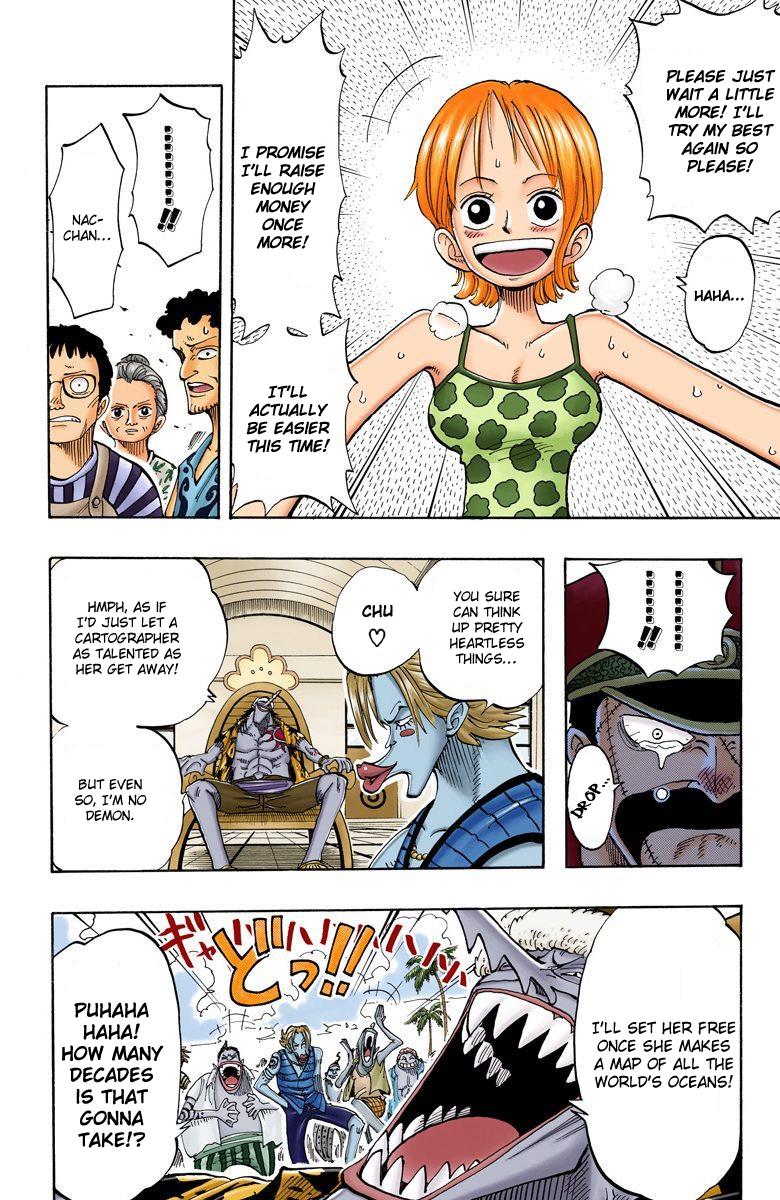 PLEASE JUST
WAIT A LITTLE
MORE! I'LL
TRY MY BEST
AGAIN SO
PLEASE!
HAHA...
I PROMISE
I'LL RAISE
ENOUGH
MONEY
ONCE
MORE!
IT'LL
ACTUALLY
BE EASIER
THIS TIME!
...........!!
NAC-
CHAN...
...........!!
DROP...
YOU SURE
CAN THINK
UP PRETTY
HEARTLESS
THINGS...
CHU
♡
HMPH, AS IF
I'D JUST LET A
CARTOGRAPHER
AS TALENTED AS
HER GET AWAY!
BUT EVEN
SO, I'M NO
DEMON.
I'LL SET HER FREE
ONCE SHE MAKES
A MAP OF ALL THE
WORLD'S OCEANS!
ギャハハハハハ
どっ!!
PUHAHA
HAHA!
HOW MANY
DECADES
IS THAT
GONNA
TAKE!?